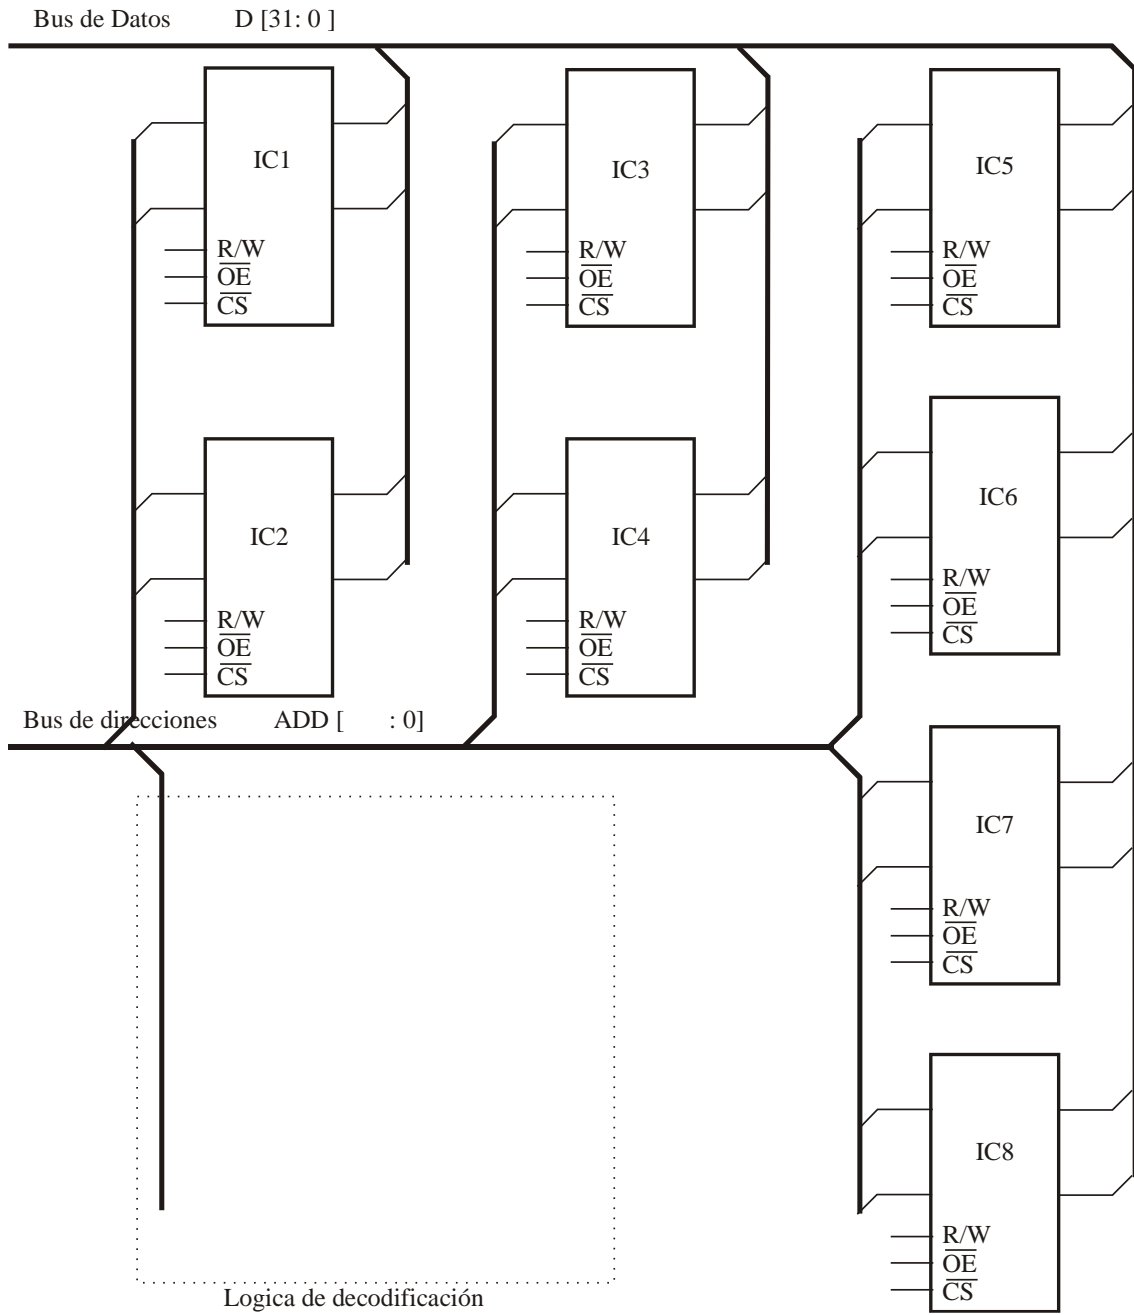 Bus de Datos D [31: 0 ]
IC1
R/W
OE
CS
IC3
R/W
OE
CS
IC5
R/W
OE
CS
IC2
R/W
OE
CS
IC4
R/W
OE
CS
IC6
R/W
OE
CS
Bus de direcciones ADD [ : 0]
IC7
R/W
OE
CS
IC8
R/W
OE
CS
Logica de decodificación